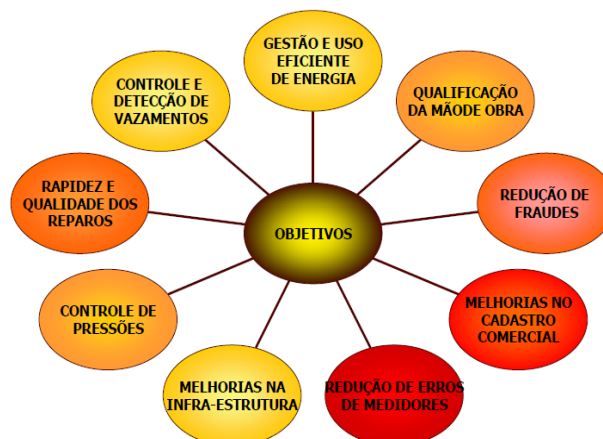 GESTÃO E USO
EFICIENTE
DE ENERGIA
CONTROLE E
DETECÇÃO DE
VAZAMENTOS
QUALIFICAÇÃO
DA MÃODE OBRA
RAPIDEZ E
QUALIDADE DOS
REPAROS
REDUÇÃO DE
FRAUDES
OBJETIVOS
CONTROLE DE
PRESSÕES
MELHORIAS NO
CADASTRO
COMERCIAL
MELHORIAS NA
INFRA-ESTRUTURA
REDUÇÃO DE ERROS
DE MEDIDORES